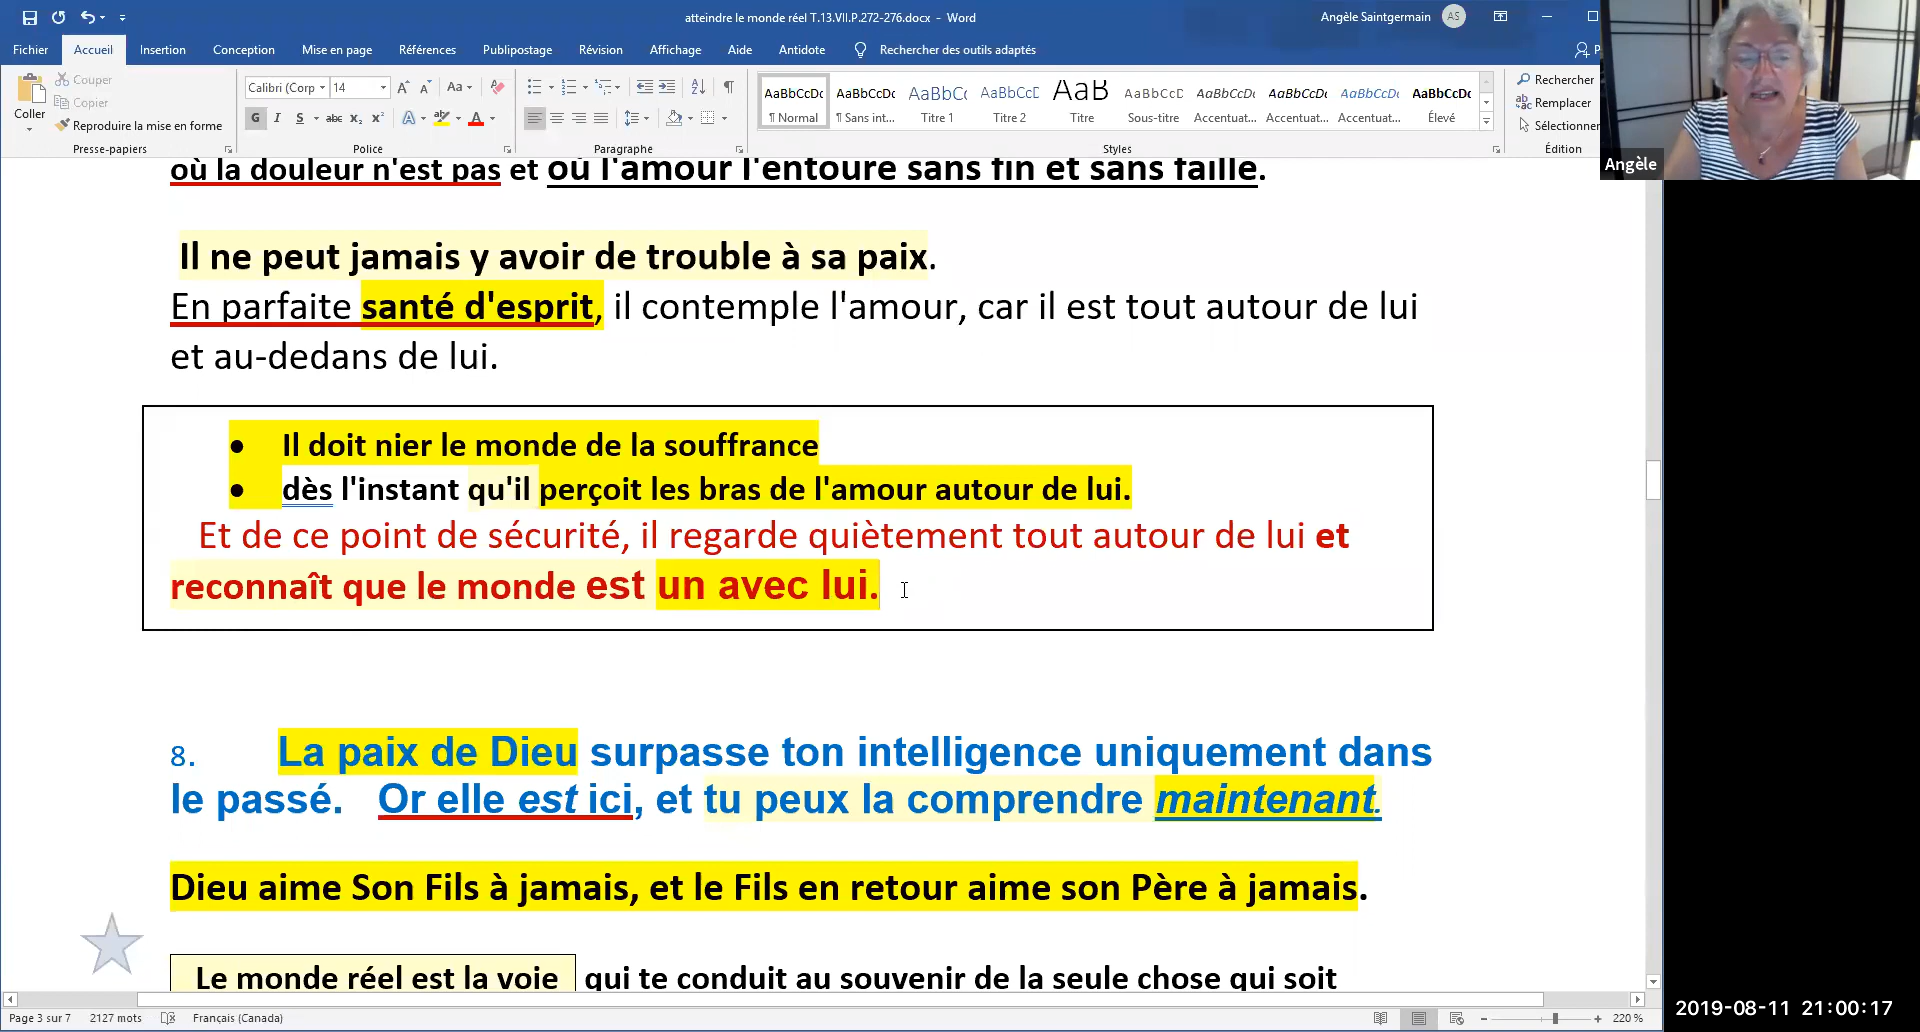 atteindre le monde réel T.13.VII.P.272-276.docx - Word
Angèle Saintgermain AS
Fichier Accueil Insertion Conception Mise en page Références Publipostage Révision Affichage Aide Antidote Rechercher des outils adaptés
Coller
Couper
Copier
Reproduire la mise en forme
Presse-papiers
Calibri (Corp 14
Aa
G I S abc x₂ x²
Police
Paragraphe
AaBbCcDc AaBbCcDc AaBbCc AaBbCcD AaB AaBbCcD AaBbCcDc AaBbCcDc AaBbCcDc AaBbCcDc
¶ Normal ¶ Sans int... Titre 1 Titre 2 Titre Sous-titre Accentuat... Accentuat... Accentuat... Élevé
Styles
Rechercher
Remplacer
Sélectionner
Édition
Angèle
où la douleur n'est pas et où l'amour l'entoure sans fin et sans faille.
Il ne peut jamais y avoir de trouble à sa paix.
En parfaite santé d'esprit, il contemple l'amour, car il est tout autour de lui
et au-dedans de lui.
• Il doit nier le monde de la souffrance
• dès l'instant qu'il perçoit les bras de l'amour autour de lui.
Et de ce point de sécurité, il regarde quiètement tout autour de lui et
reconnaît que le monde est un avec lui.
8. La paix de Dieu surpasse ton intelligence uniquement dans
le passé. Or elle est ici, et tu peux la comprendre maintenant.
Dieu aime Son Fils à jamais, et le Fils en retour aime son Père à jamais.
Le monde réel est la voie qui te conduit au souvenir de la seule chose qui soit
Page 3 sur 7 2127 mots Français (Canada)
220 %
2019-08-11 21:00:17